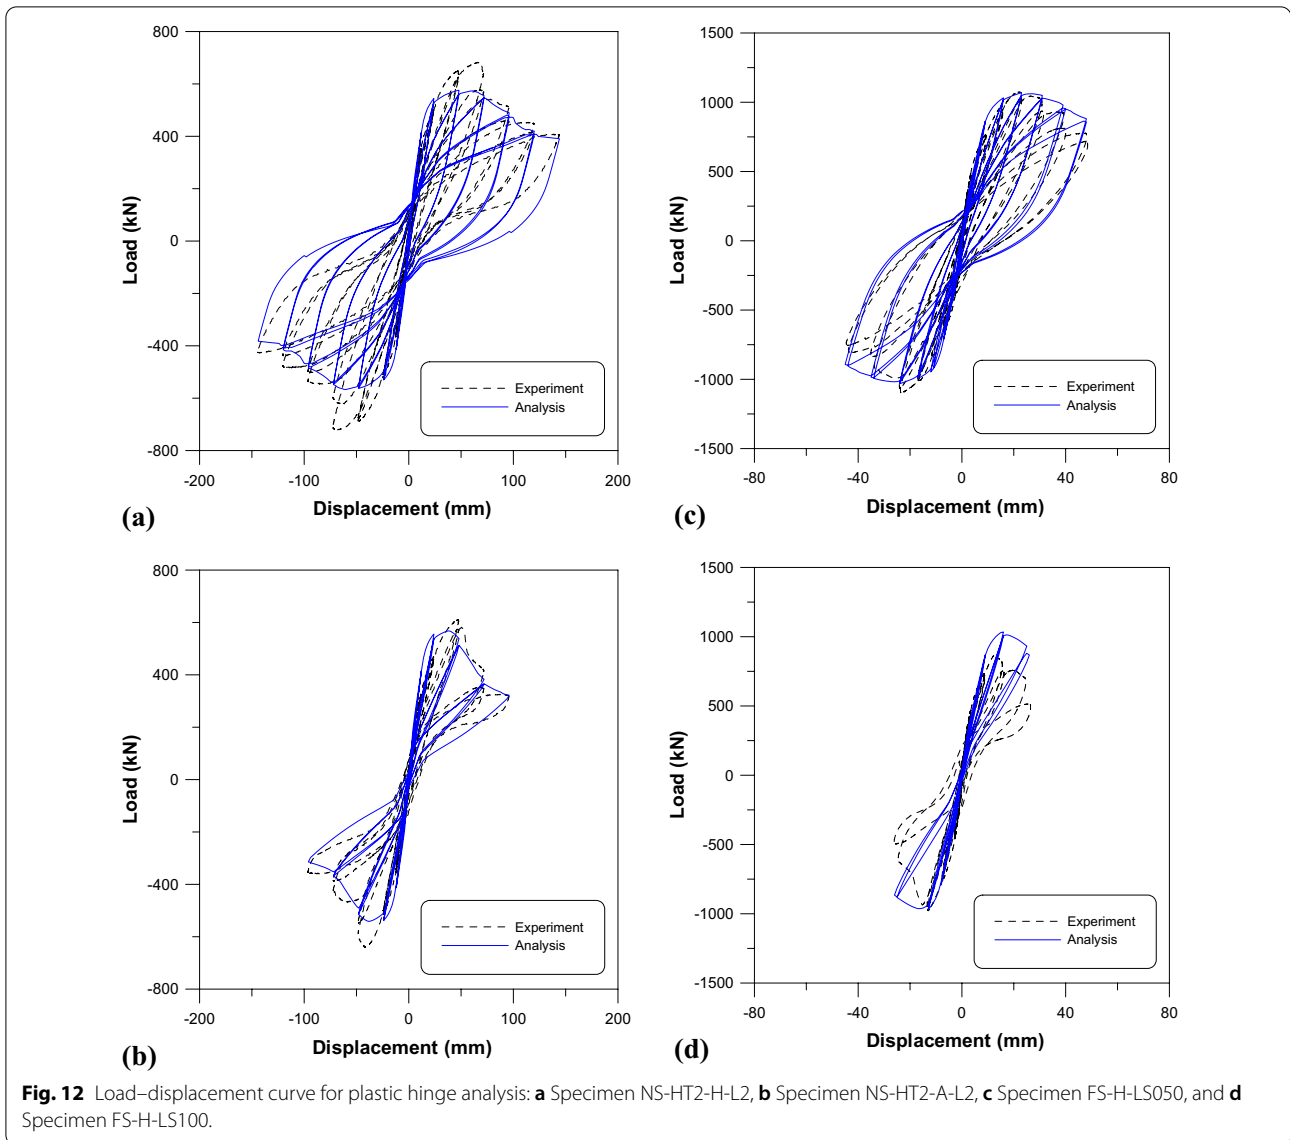 800
400
0
-400
-800
-200
-100
0
100
200
Load (kN)
Displacement (mm)
Experiment
Analysis
(a)
1500
1000
500
0
-500
-1000
-1500
-80
-40
0
40
80
Load (kN)
Displacement (mm)
Experiment
Analysis
(c)
800
400
0
-400
-800
-200
-100
0
100
200
Load (kN)
Displacement (mm)
Experiment
Analysis
(b)
1500
1000
500
0
-500
-1000
-1500
-80
-40
0
40
80
Load (kN)
Displacement (mm)
Experiment
Analysis
(d)
Fig. 12 Load–displacement curve for plastic hinge analysis: a Specimen NS-HT2-H-L2, b Specimen NS-HT2-A-L2, c Specimen FS-H-LS050, and d
Specimen FS-H-LS100.